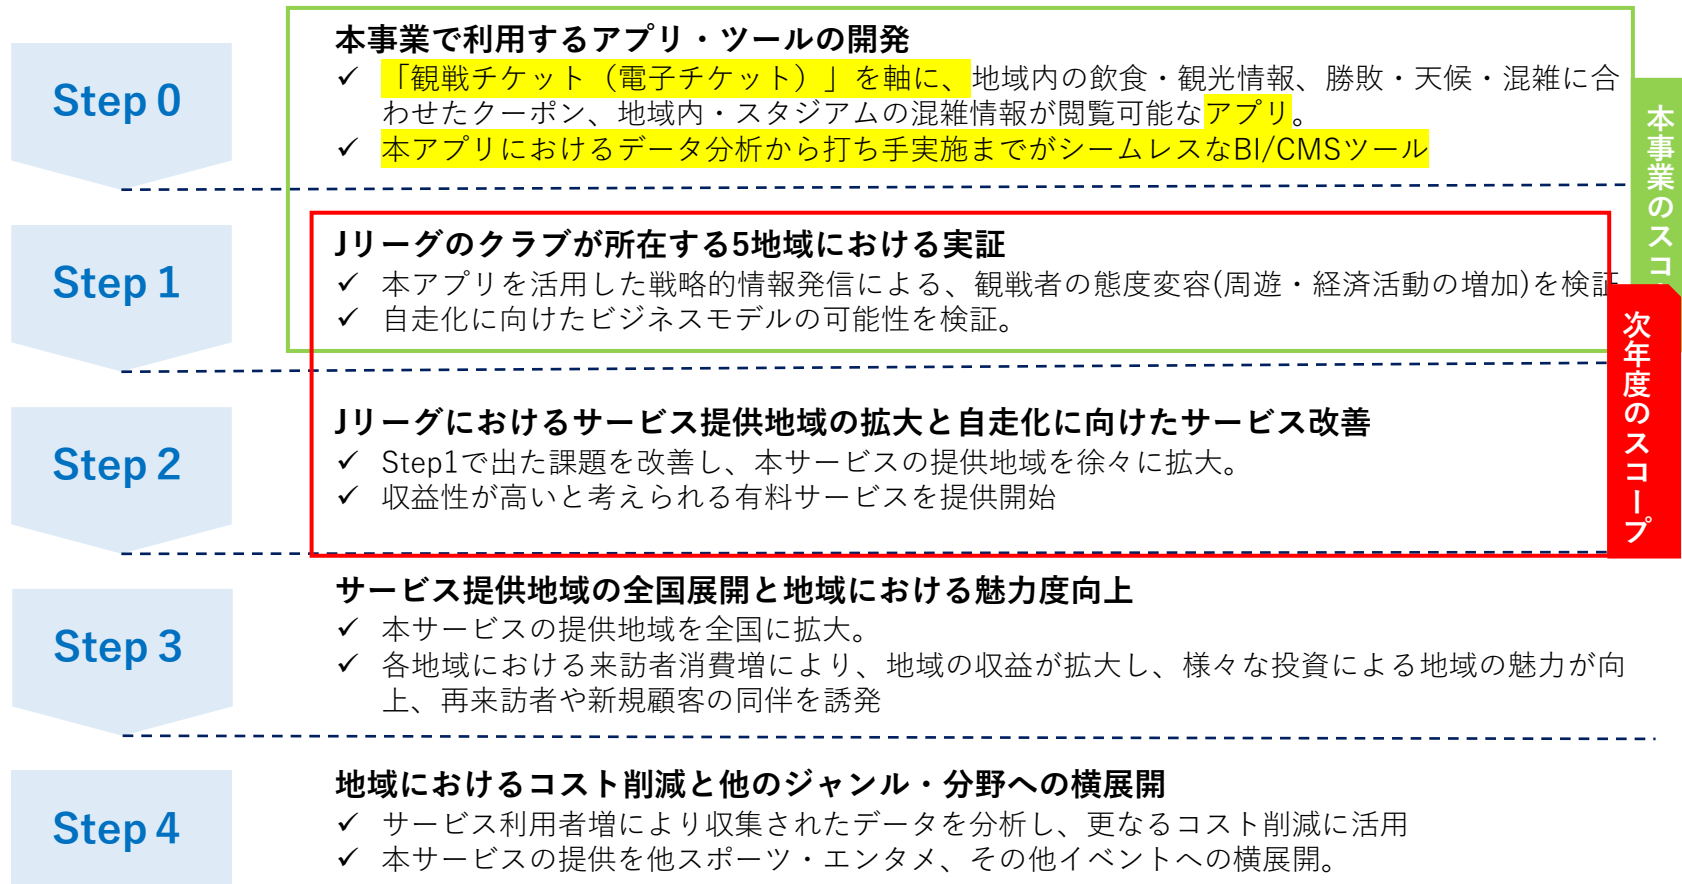 Step 0
本事業で利用するアプリ・ツールの開発
✓ 「観戦チケット（電子チケット）」を軸に、地域内の飲食・観光情報、勝敗・天候・混雑に合
わせたクーポン、地域内・スタジアムの混雑情報が閲覧可能なアプリ。
✓ 本アプリにおけるデータ分析から打ち手実施までがシームレスなBI/CMSツール
本事業のスコ
Step 1
Jリーグのクラブが所在する5地域における実証
✓ 本アプリを活用した戦略的情報発信による、観戦者の態度変容(周遊・経済活動の増加)を検証
✓ 自走化に向けたビジネスモデルの可能性を検証。
次年度のスコープ
Step 2
Jリーグにおけるサービス提供地域の拡大と自走化に向けたサービス改善
✓ Step1で出た課題を改善し、本サービスの提供地域を徐々に拡大。
✓ 収益性が高いと考えられる有料サービスを提供開始
Step 3
サービス提供地域の全国展開と地域における魅力度向上
✓ 本サービスの提供地域を全国に拡大。
✓ 各地域における来訪者消費増により、地域の収益が拡大し、様々な投資による地域の魅力が向
上、再来訪者や新規顧客の同伴を誘発
Step 4
地域におけるコスト削減と他のジャンル・分野への横展開
✓ サービス利用者増により収集されたデータを分析し、更なるコスト削減に活用
✓ 本サービスの提供を他スポーツ・エンタメ、その他イベントへの横展開。